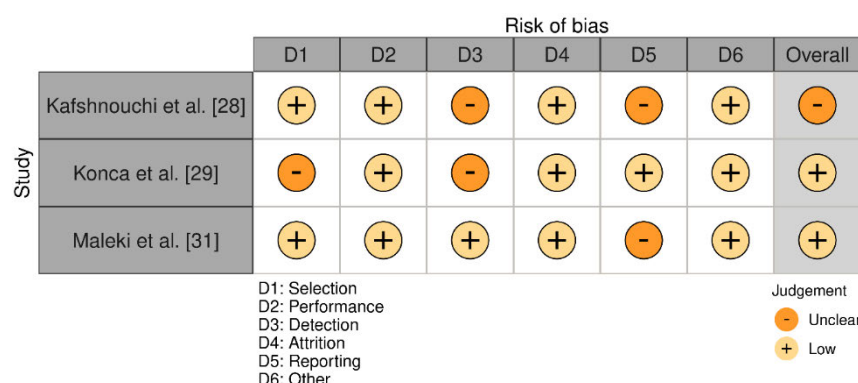 Risk of bias
D1 D2 D3 D4 D5 D6 Overall
Study
Kafshnouchi et al. [28] + + - + - + -
Konca et al. [29] - + - + + + +
Maleki et al. [31] + + + + - + +
D1: Selection
D2: Performance
D3: Detection
D4: Attrition
D5: Reporting
D6: Other
Judgement
- Unclear
+ Low